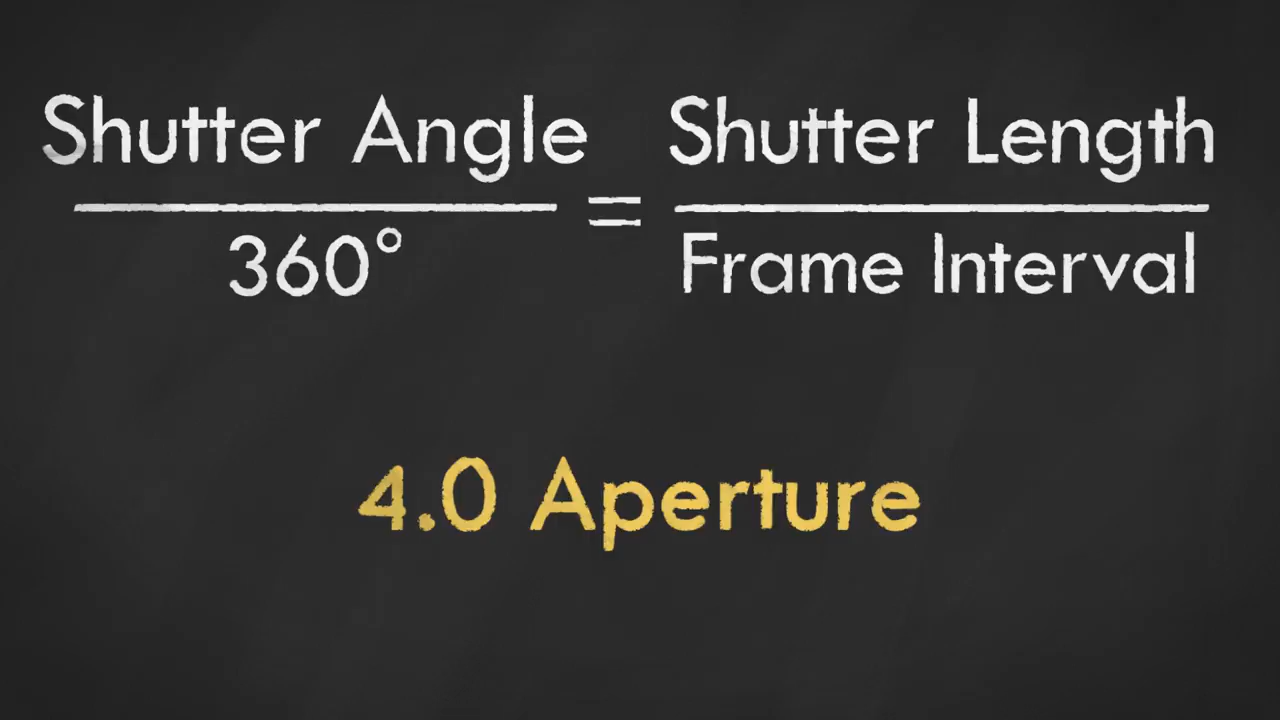 Shutter Angle = Shutter Length
360° Frame Interval
4.0 Aperture